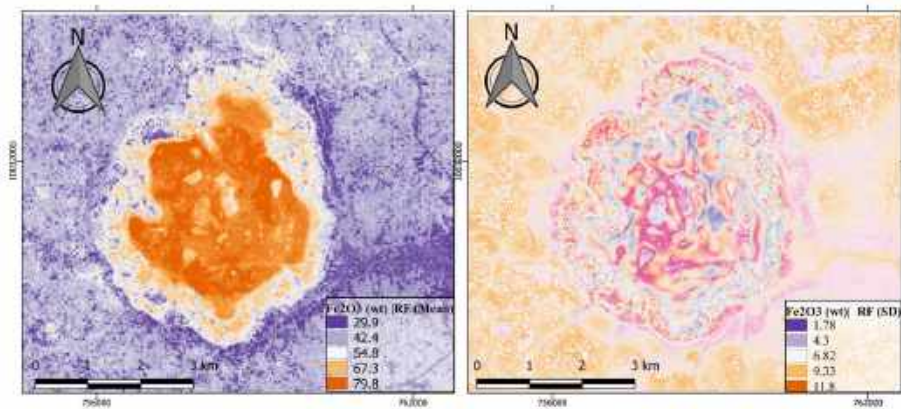 N
Fe2O3 (wt) |RF (Mean)
29.9
42.4
54.8
67.3
79.8
0 1 2 3 km
762000
N
Fe2O3 (wt)| RF (SD)
1.78
4.3
6.82
9.33
11.8
0 1 2 3 km